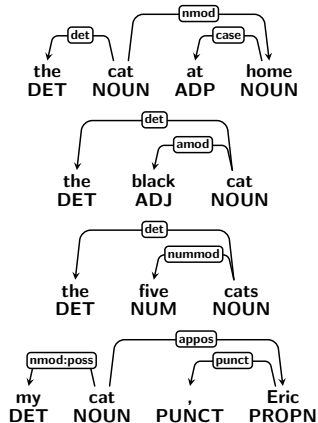 nmod
det case
the cat at home
DET NOUN ADP NOUN
det
amod
the black cat
DET ADJ NOUN
det
nummod
the five cats
DET NUM NOUN
appos
nmod:poss punct
my cat , Eric
DET NOUN PUNCT PROPN